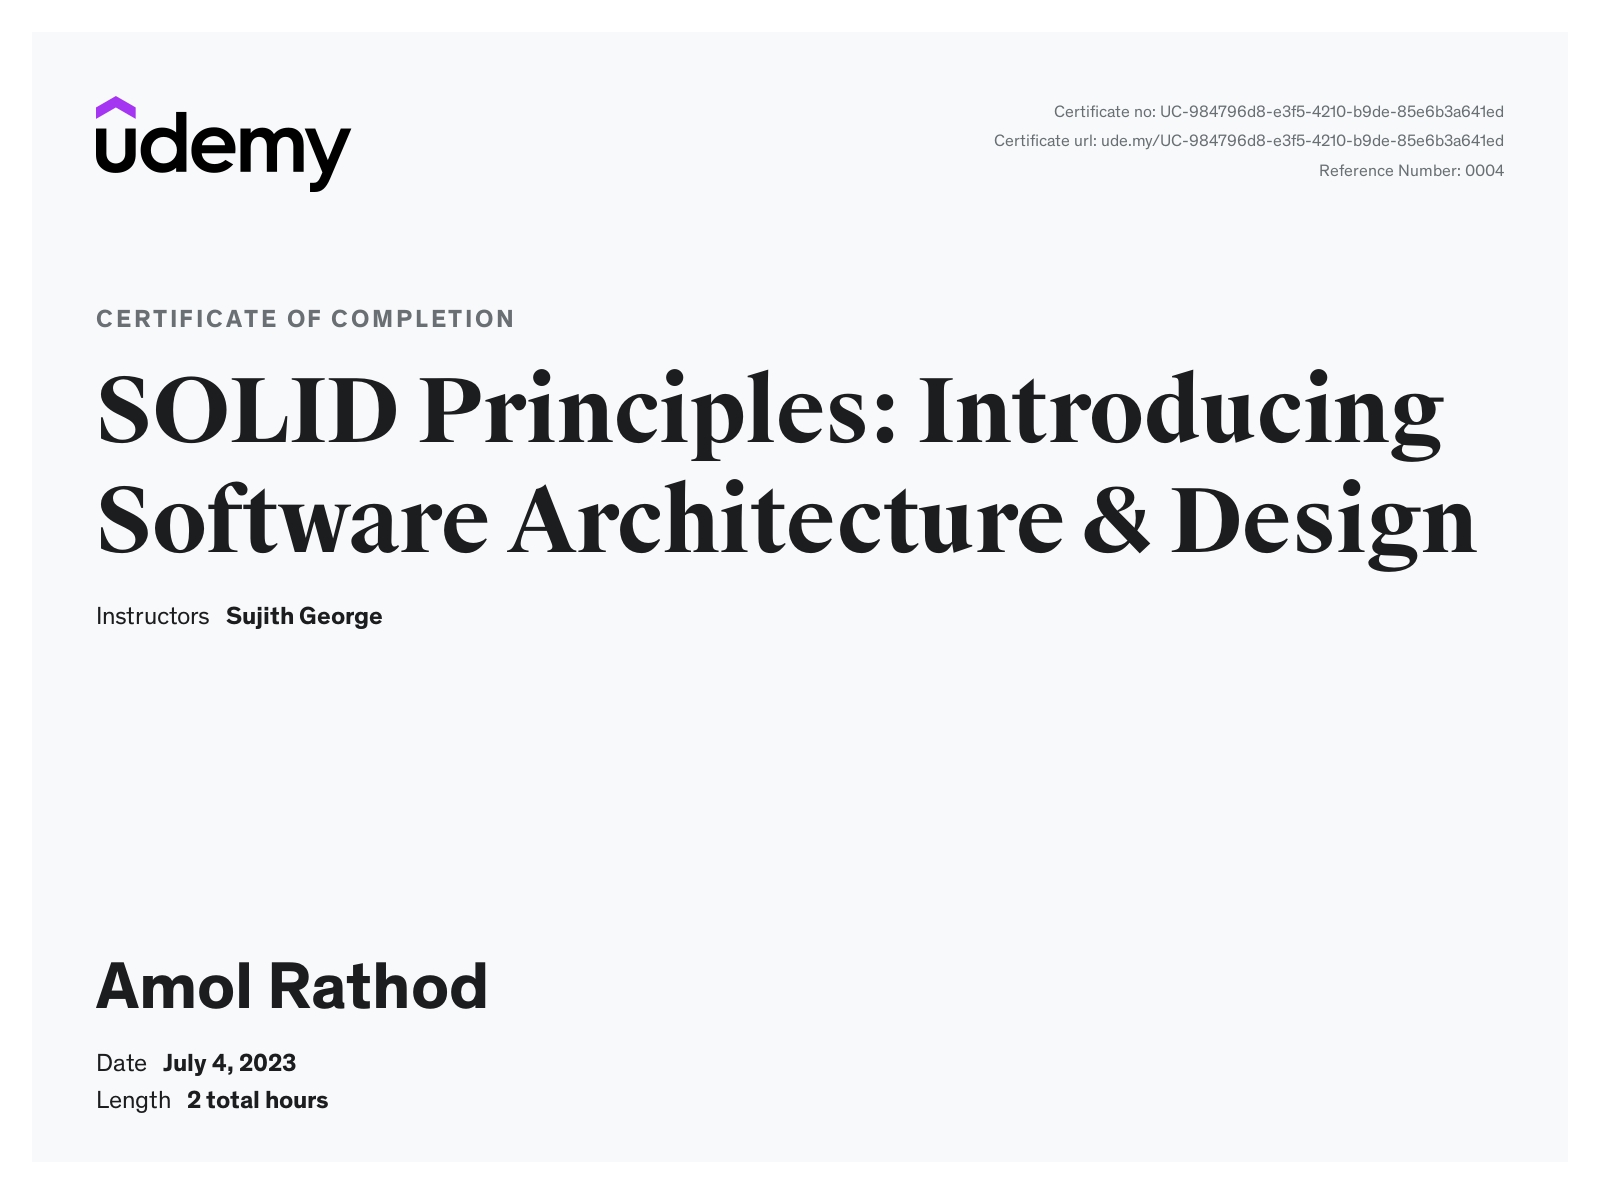 udemy
Certificate no: UC-984796d8-e3f5-4210-b9de-85e6b3a641ed
Certificate url: ude.my/UC-984796d8-e3f5-4210-b9de-85e6b3a641ed
Reference Number: 0004
CERTIFICATE OF COMPLETION
SOLID Principles: Introducing
Software Architecture & Design
Instructors Sujith George
Amol Rathod
Date July 4, 2023
Length 2 total hours